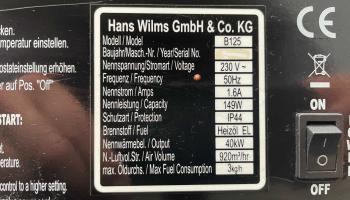 cken.
mperatur einstellen.
ostateinstellung erhöhen.
er auf Pos. "Off"
START:
ature.
control to a higher setting.
Hans Wilms GmbH & Co. KG
Modell / Model B125
Baujahr/Masch.-Nr. / Year/Serial No.
Nennspannung/Stromart / Voltage 230 V ~
Frequenz / Frequency 50Hz
Nennstrom / Amps 1.6A
Nennleistung / Capacity 149W
Schutzart / Protection IP44
Brennstoff / Fuel Heizöl EL
Nennwärmebel. / Output 40kW
N.-Luftvol.Str. / Air Volume 920m³/hr
max. Öldurchs. / Max Fuel Consumption 3kg/h
CE
ON
OFF